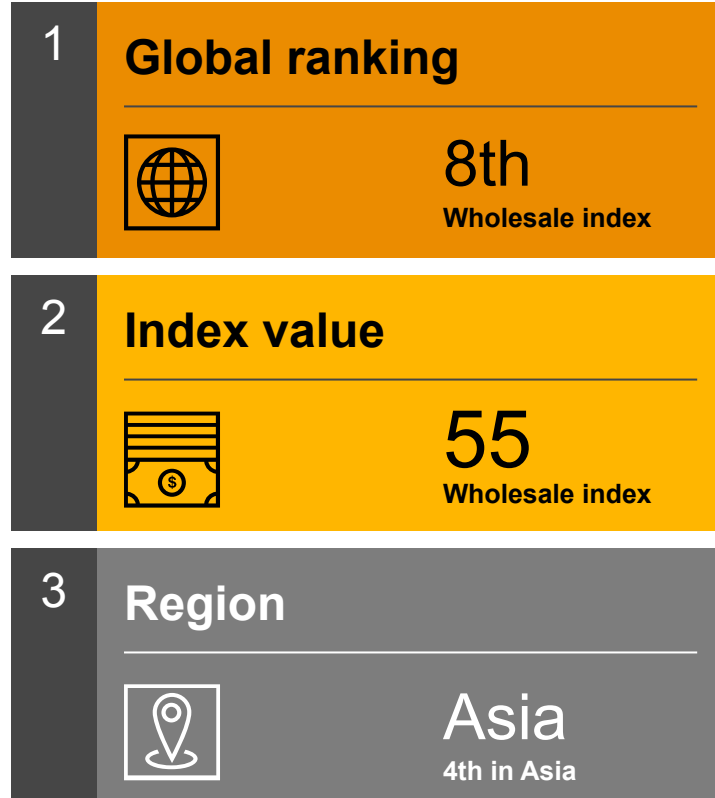 1
Global ranking
8th
Wholesale index
2
Index value
$
55
Wholesale index
3
Region
Asia
4th in Asia